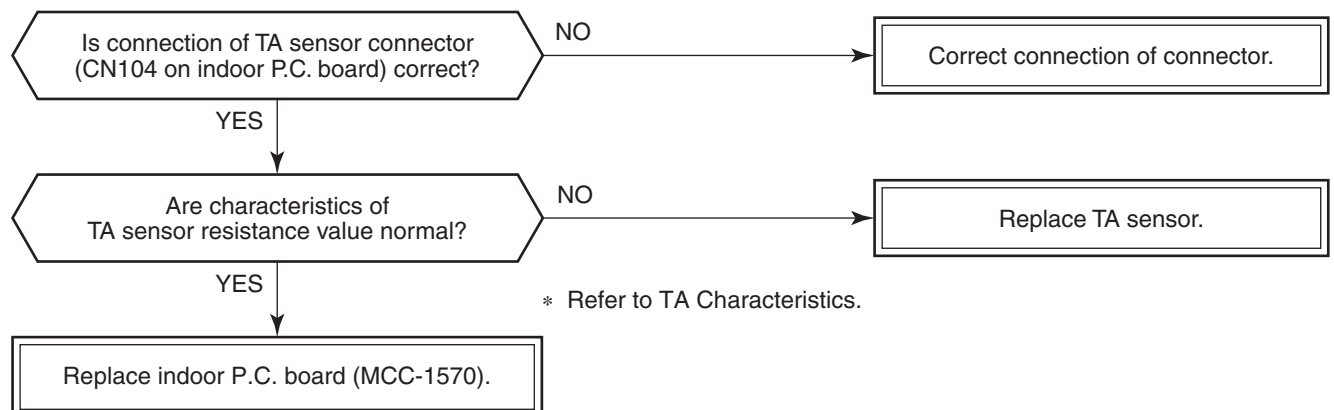 Is connection of TA sensor connector
(CN104 on indoor P.C. board) correct?
NO
Correct connection of connector.
YES
Are characteristics of
TA sensor resistance value normal?
NO
Replace TA sensor.
YES
* Refer to TA Characteristics.
Replace indoor P.C. board (MCC-1570).